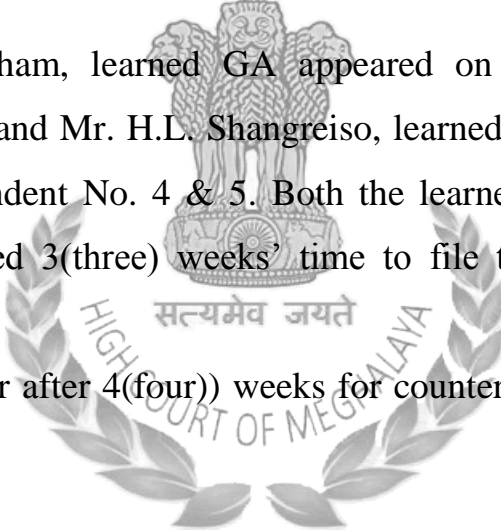 ham, learned GA appeared on
and Mr. H.L. Shangreiso, learned
ndent No. 4 & 5. Both the learne
ed 3(three) weeks’ time to file t
सत्यमेव जयते
r after 4(four)) weeks for counter
HIGH COURT OF MEGHALAYA